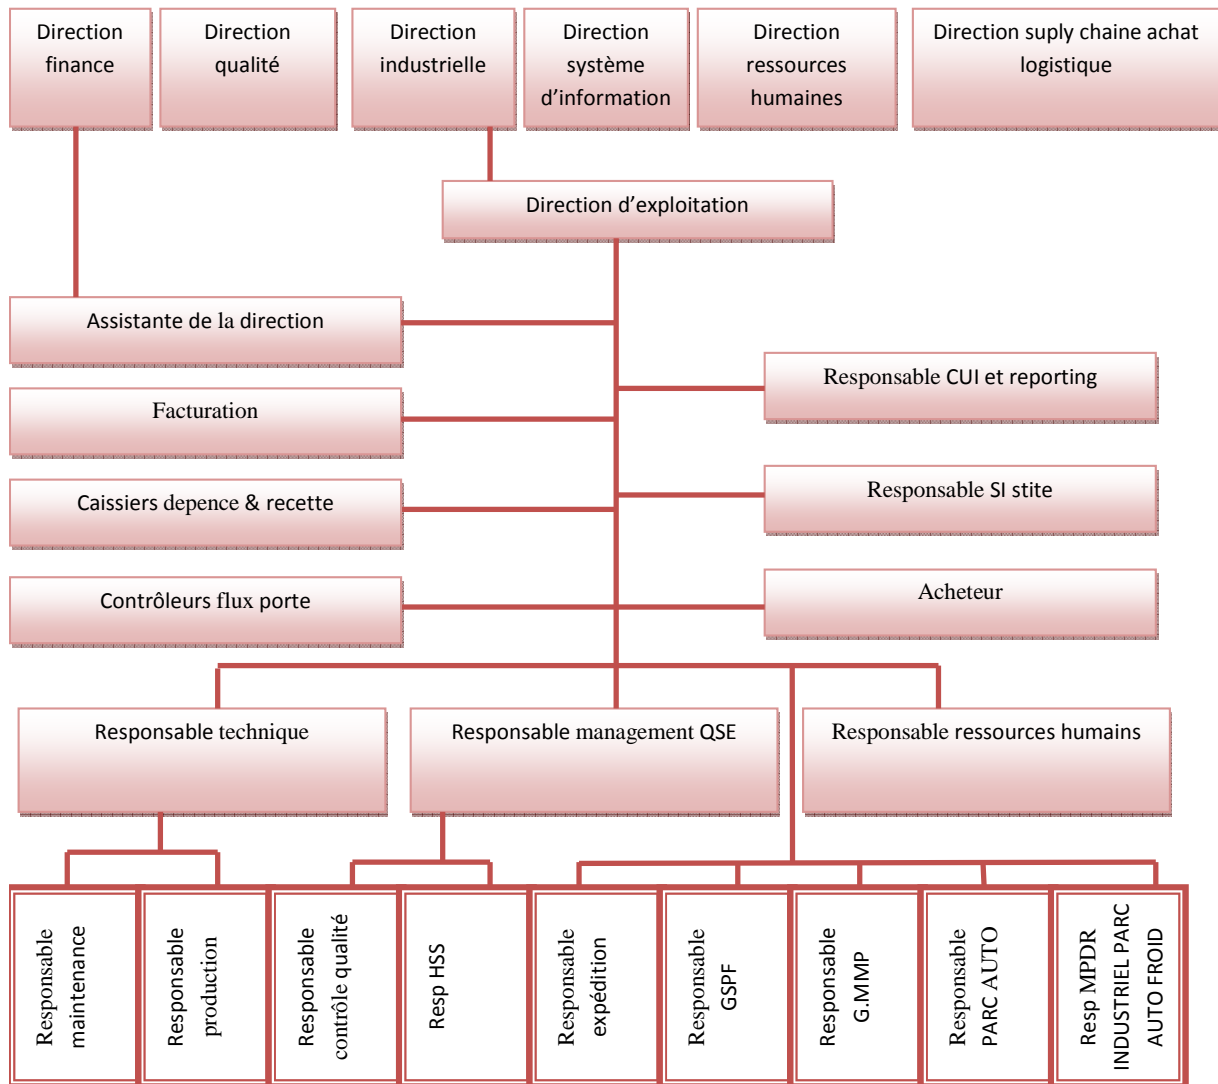 Direction
finance
Direction
qualité
Direction
industrielle
Direction
système
d’information
Direction
ressources
humaines
Direction suply chaine achat
logistique
Direction d’exploitation
Assistante de la direction
Responsable CUI et reporting
Facturation
Caissiers depence & recette
Responsable SI stite
Contrôleurs flux porte
Acheteur
Responsable technique
Responsable management QSE
Responsable ressources humains
Responsable
maintenance
Responsable
production
Responsable
contrôle qualité
Resp HSS
Responsable
expédition
Responsable
GSPF
Responsable
G.MMP
Responsable
PARC AUTO
Resp MPDR
INDUSTRIEL PARC
AUTO FROID